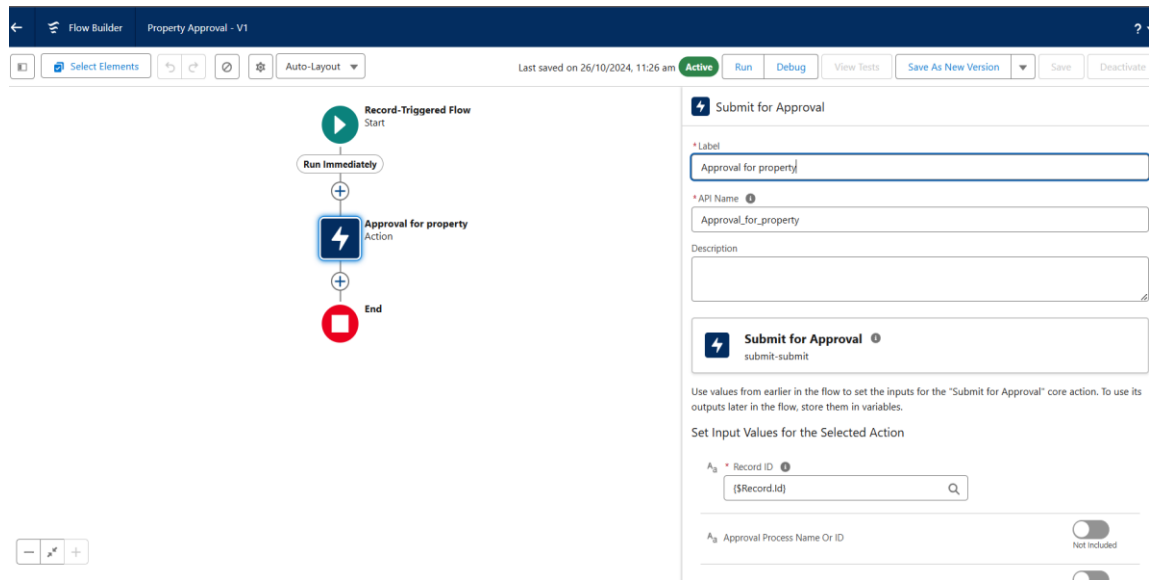 Flow Builder Property Approval - V1 ?
Select Elements Auto-Layout Last saved on 26/10/2024, 11:26 am Active Run Debug View Tests Save As New Version Save Deactivate
Record-Triggered Flow
Start
Run Immediately
Approval for property
Action
End
Submit for Approval
* Label
Approval for property
* API Name
Approval_for_property
Description
Submit for Approval
submit-submit
Use values from earlier in the flow to set the inputs for the "Submit for Approval" core action. To use its
outputs later in the flow, store them in variables.
Set Input Values for the Selected Action
Aa * Record ID
{$Record.Id}
Aa Approval Process Name Or ID
Not Included